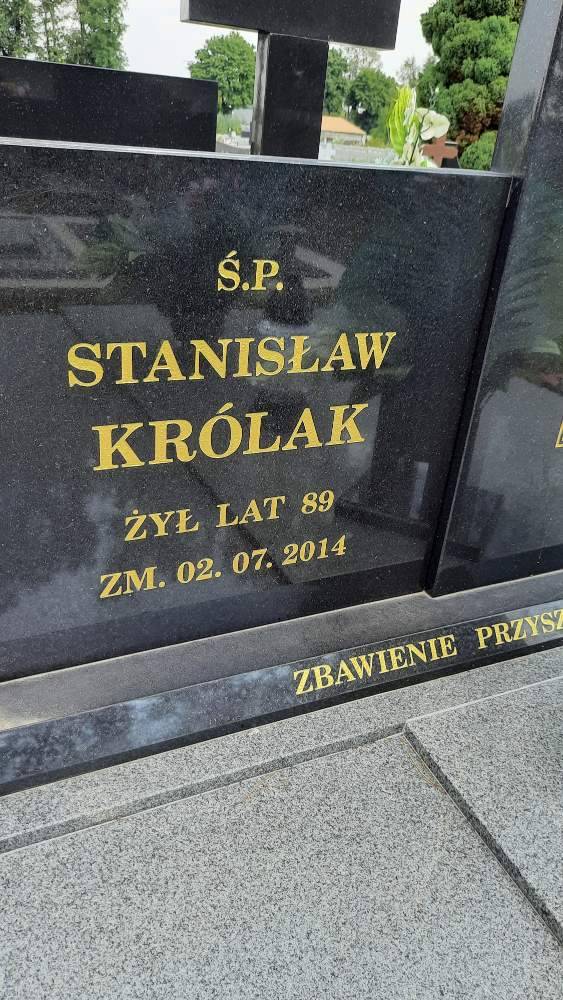 Ś.P.
STANISŁAW
KRÓLAK
ŻYŁ LAT 89
ZM. 02. 07. 2014
ZBAWIENIE